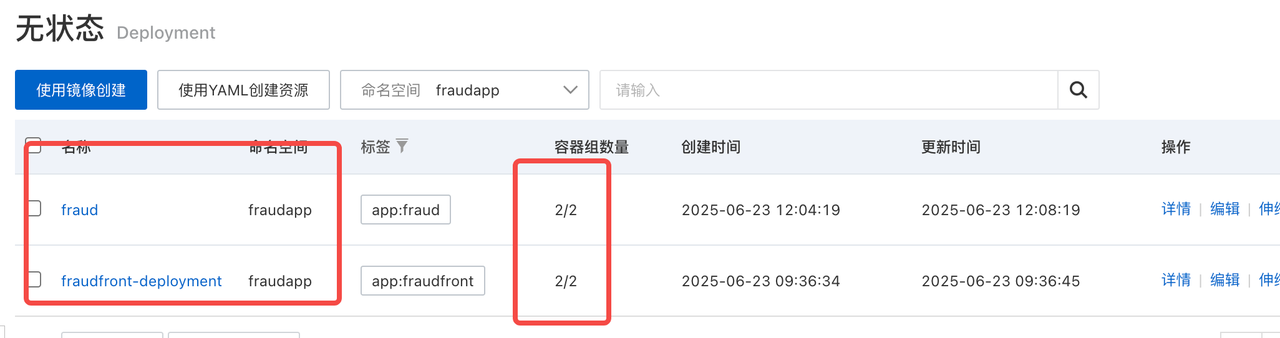 无状态 Deployment
使用镜像创建 使用YAML创建资源 命名空间 fraudapp 请输入
名称 命名空间 标签 容器组数量 创建时间 更新时间 操作
fraud fraudapp app:fraud 2/2 2025-06-23 12:04:19 2025-06-23 12:08:19 详情 | 编辑 |
fraudfront-deployment fraudapp app:fraudfront 2/2 2025-06-23 09:36:34 2025-06-23 09:36:45 详情 | 编辑 |